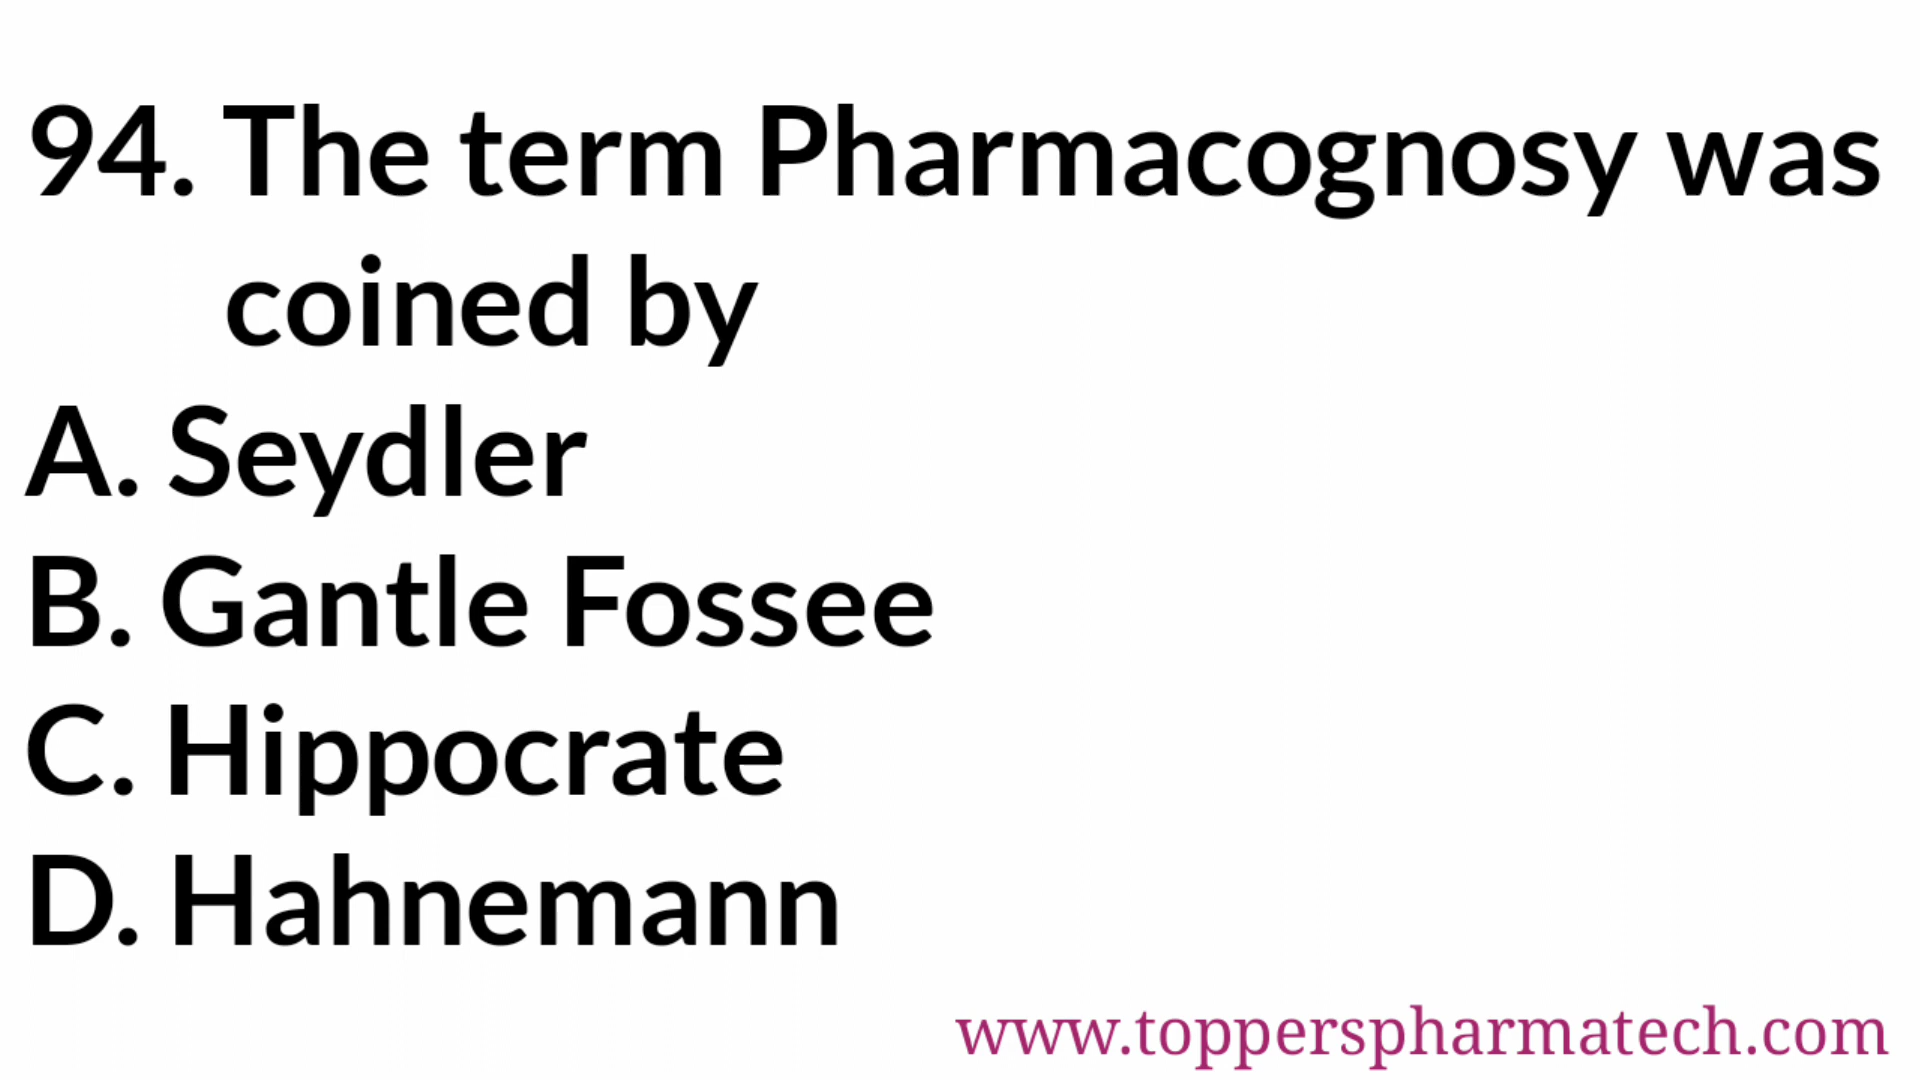 94. The term Pharmacognosy was
coined by
A. Seydler
B. Gantle Fossee
C. Hippocrate
D. Hahnemann
www.topperspharmatech.com